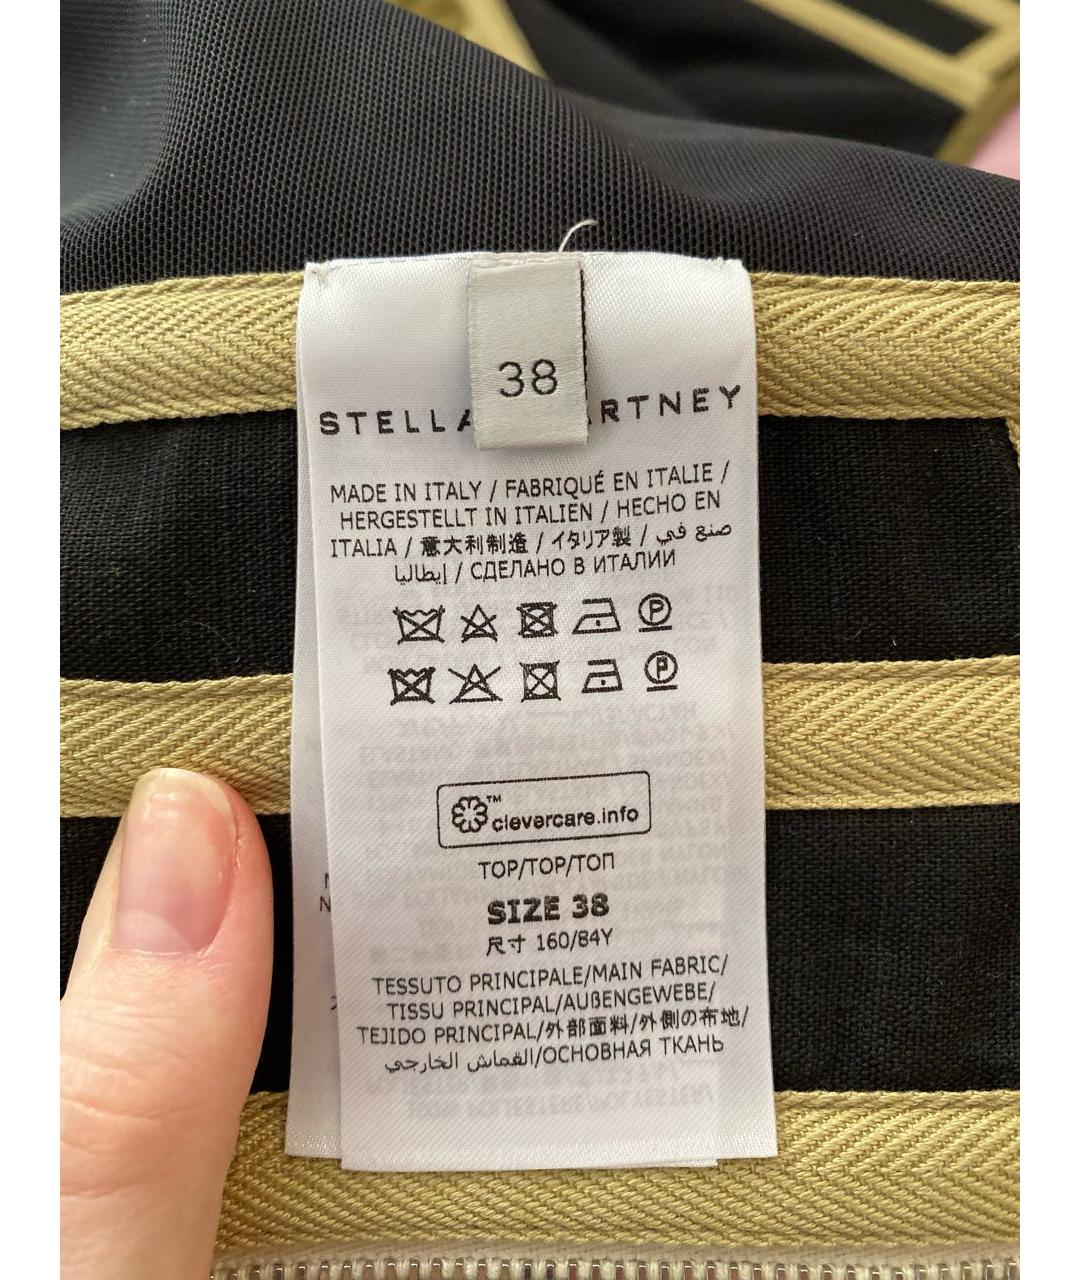 38
STELLA RTNEY
MADE IN ITALY / FABRIQUÉ EN ITALIE /
HERGESTELLT IN ITALIEN / HECHO EN
ITALIA / 意大利制造 / イタリア製 / صنع في
إيطاليا / СДЕЛАНО В ИТАЛИИ
P
P
™ clevercare.info
TOP/TOP/ТОП
SIZE 38
尺寸 160/84Y
TESSUTO PRINCIPALE/MAIN FABRIC/
TISSU PRINCIPAL/AUßENGEWEBE/
TEJIDO PRINCIPAL/外部面料/外側の布地/
القماش الخارجي/ОСНОВНАЯ ТКАНЬ